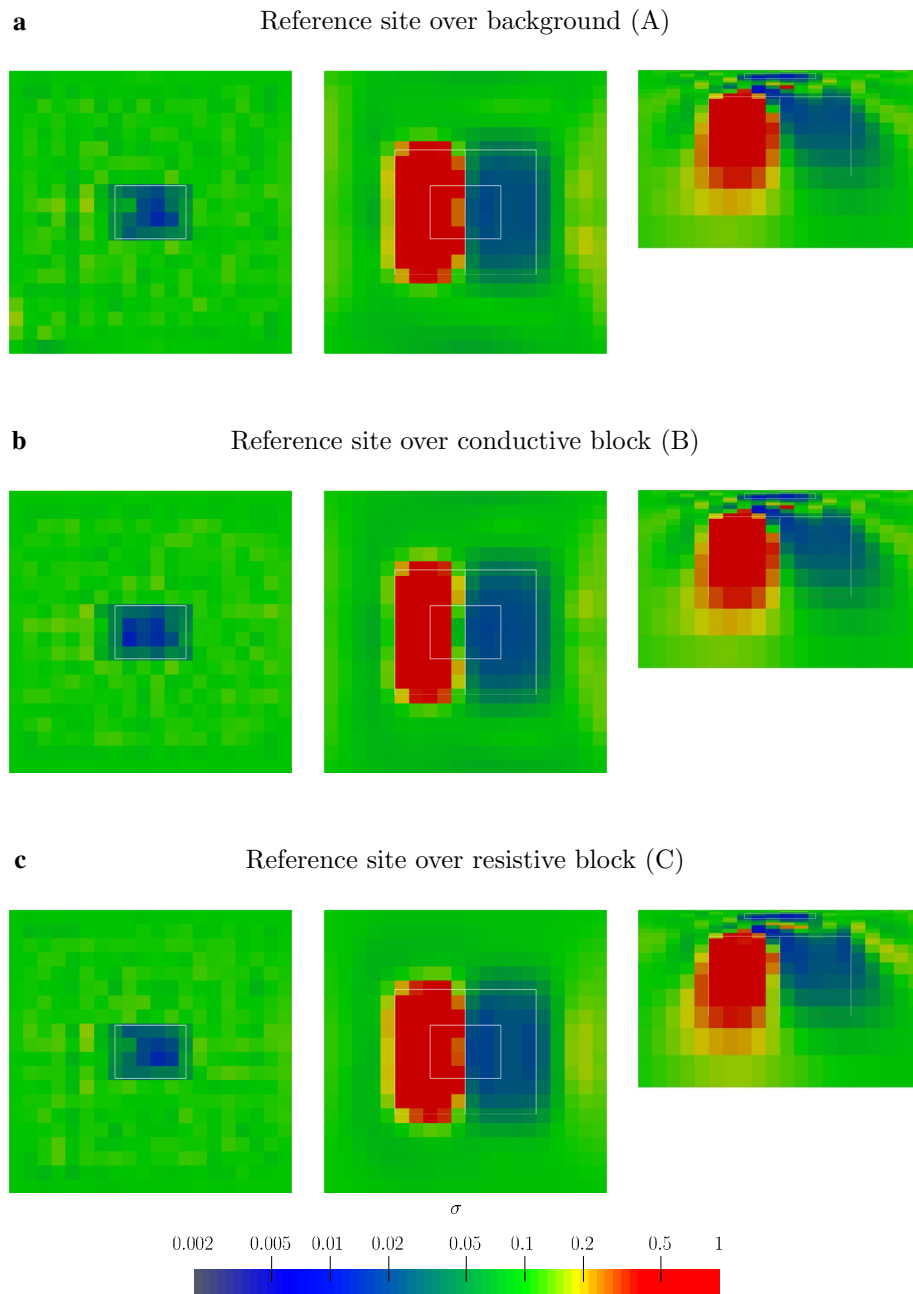 a
Reference site over background (A)
b
Reference site over conductive block (B)
c
Reference site over resistive block (C)
σ
0.002 0.005 0.01 0.02 0.05 0.1 0.2 0.5 1